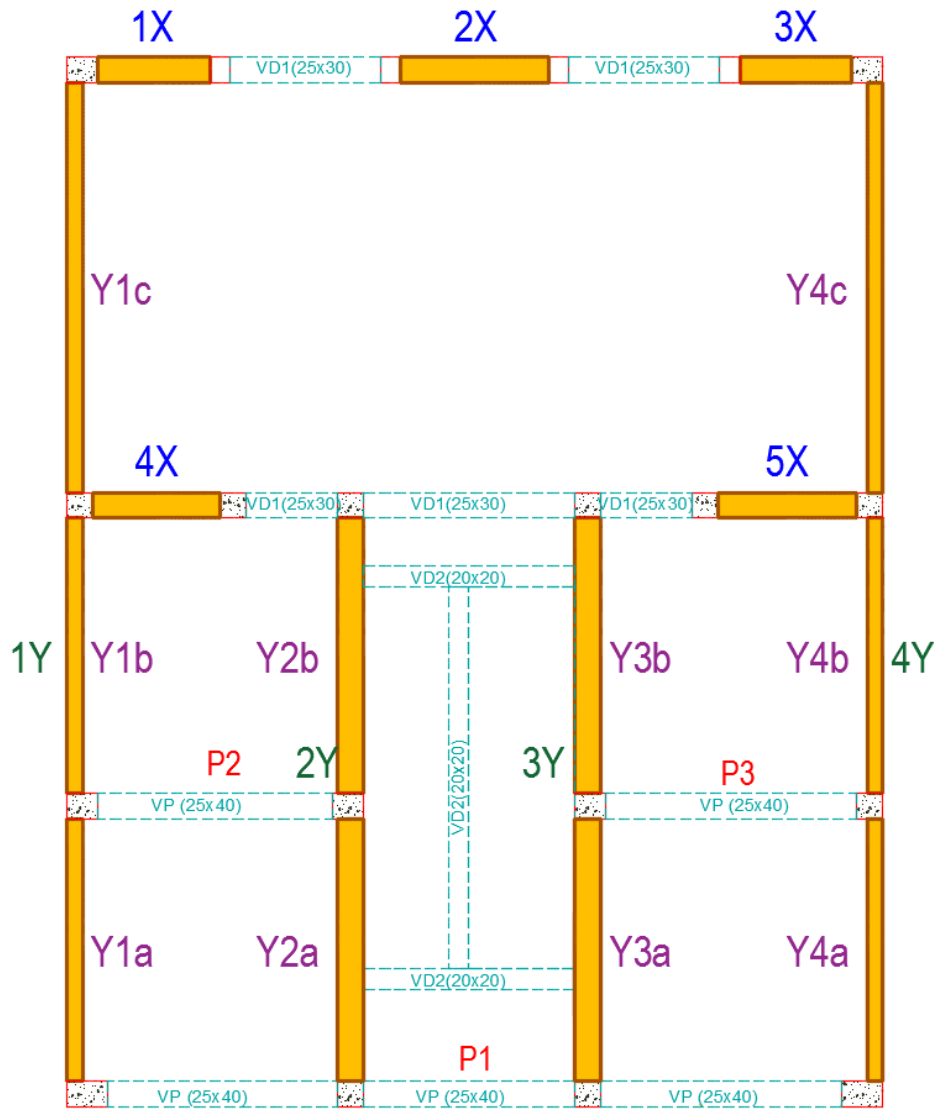 1X
2X
3X
VD1(25x30)
VD1(25x30)
Y1c
Y4c
4X
5X
VD1(25x30)
VD1(25x30)
VD1(25x30)
VD2(20x20)
1Y
Y1b
Y2b
Y3b
Y4b
4Y
P2
2Y
VD2(20x20)
3Y
P3
VP (25x40)
VP (25x40)
Y1a
Y2a
Y3a
Y4a
VD2(20x20)
P1
VP (25x40)
VP (25x40)
VP (25x40)